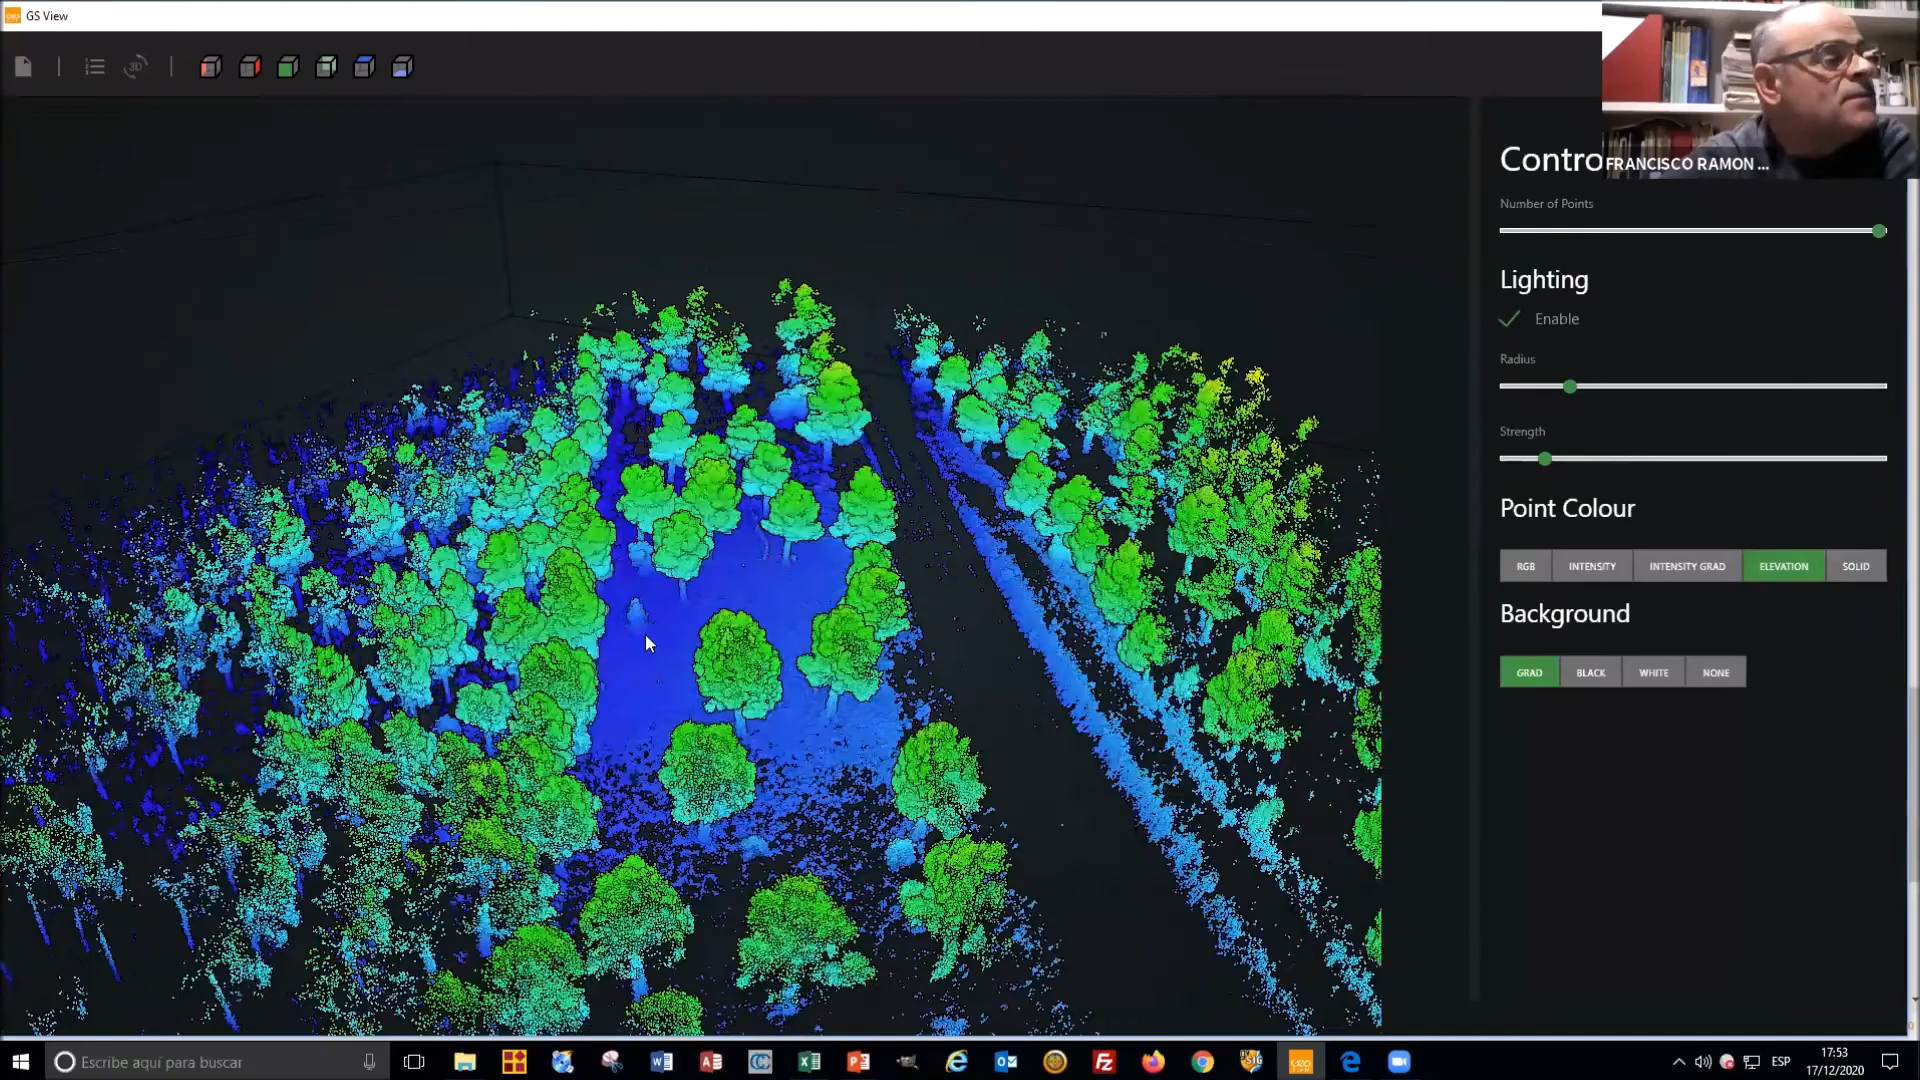 GS View
3D
Contro
FRANCISCO RAMON ...
Number of Points
Lighting
Enable
Radius
Strength
Point Colour
RGB INTENSITY INTENSITY GRAD ELEVATION SOLID
Background
GRAD BLACK WHITE NONE
Escribe aquí para buscar
ESP
17:53
17/12/2020